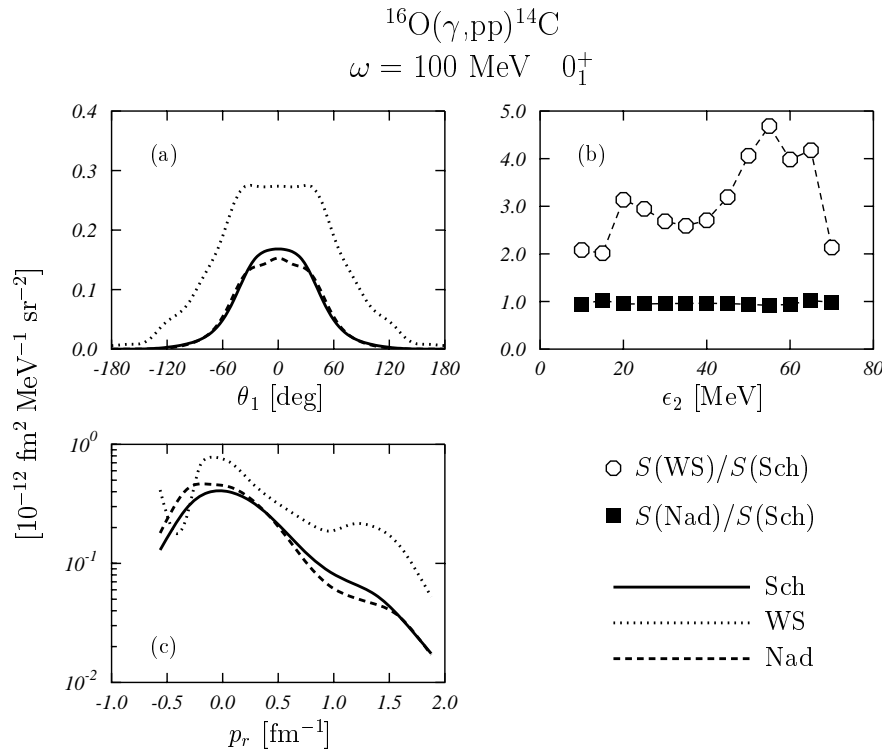 ¹⁶O(γ,pp)¹⁴C
ω = 100 MeV 0₁⁺
[10⁻¹² fm² MeV⁻¹ sr⁻²]
(a)
0.4
0.3
0.2
0.1
0.0
-180 -120 -60 0 60 120 180
θ₁ [deg]
(b)
5.0
4.0
3.0
2.0
1.0
0.0
0 20 40 60 80
ϵ₂ [MeV]
(c)
10⁰
10⁻¹
10⁻²
-1.0 -0.5 0.0 0.5 1.0 1.5 2.0
pᵣ [fm⁻¹]
S(WS)/S(Sch)
S(Nad)/S(Sch)
Sch
WS
Nad